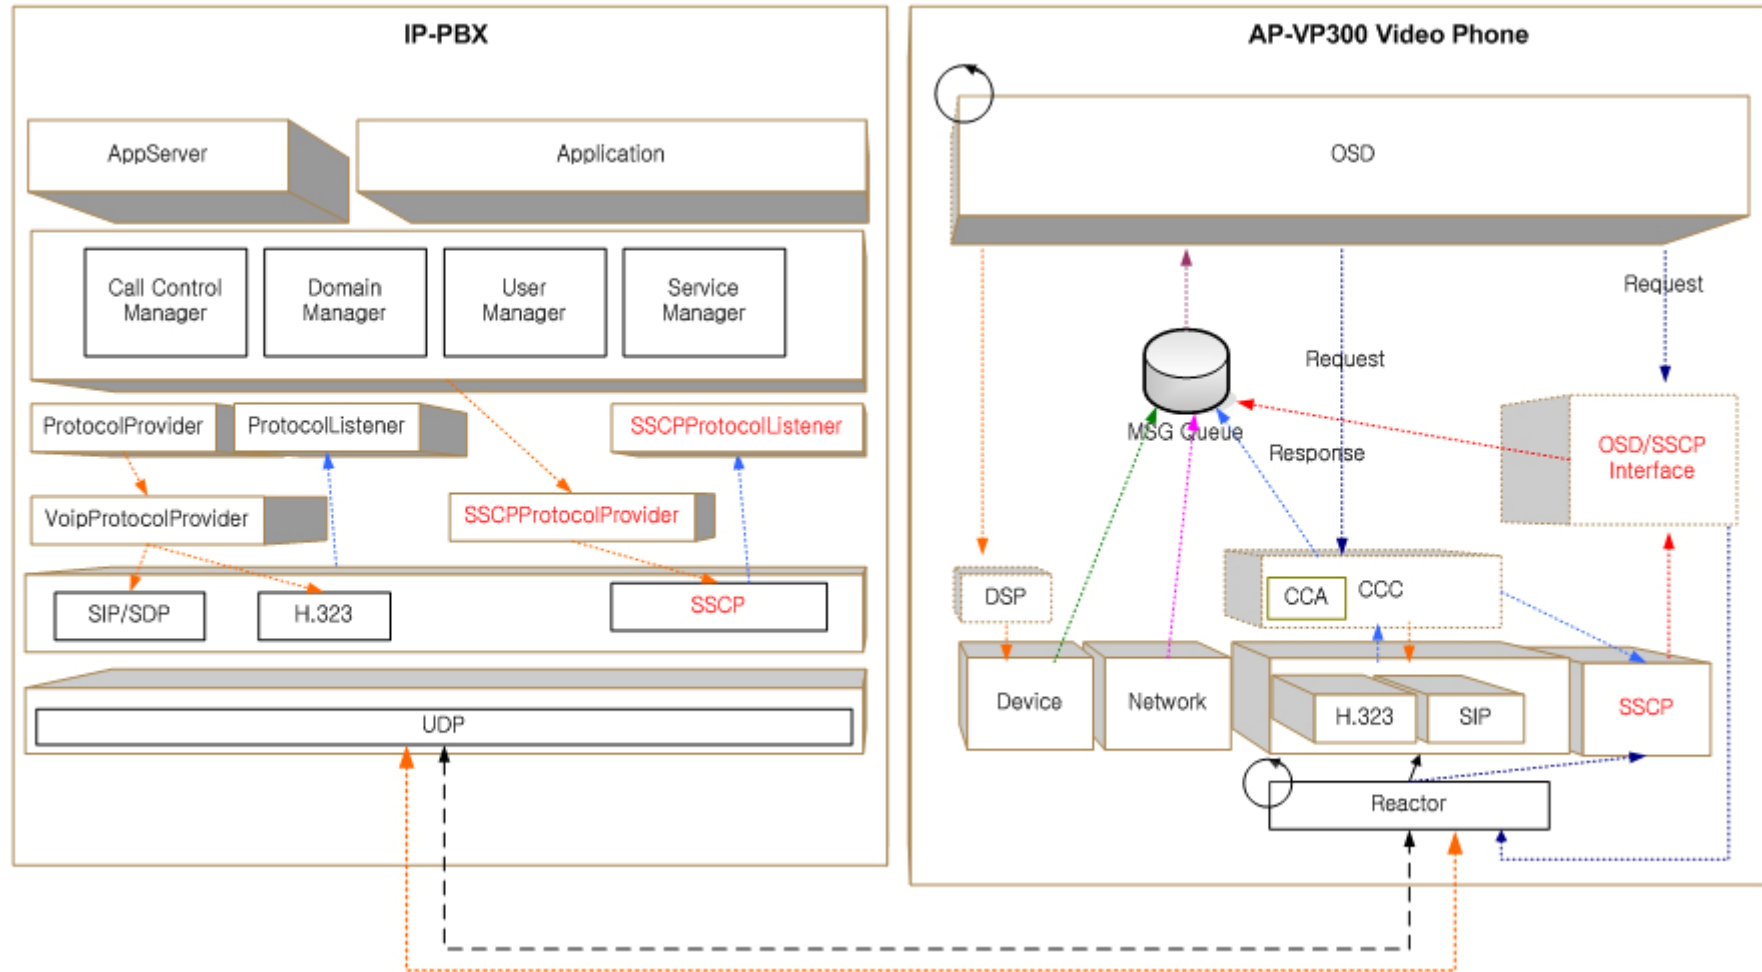 IP-PBX
AppServer
Application
Call Control
Manager
Domain
Manager
User
Manager
Service
Manager
ProtocolProvider
ProtocolListener
SSCPProtocolListener
VoipProtocolProvider
SSCPProtocolProvider
SIP/SDP
H.323
SSCP
UDP
AP-VP300 Video Phone
OSD
Request
Request
MSG Queue
Response
OSD/SSCP
Interface
DSP
CCA
CCC
Device
Network
H.323
SIP
SSCP
Reactor